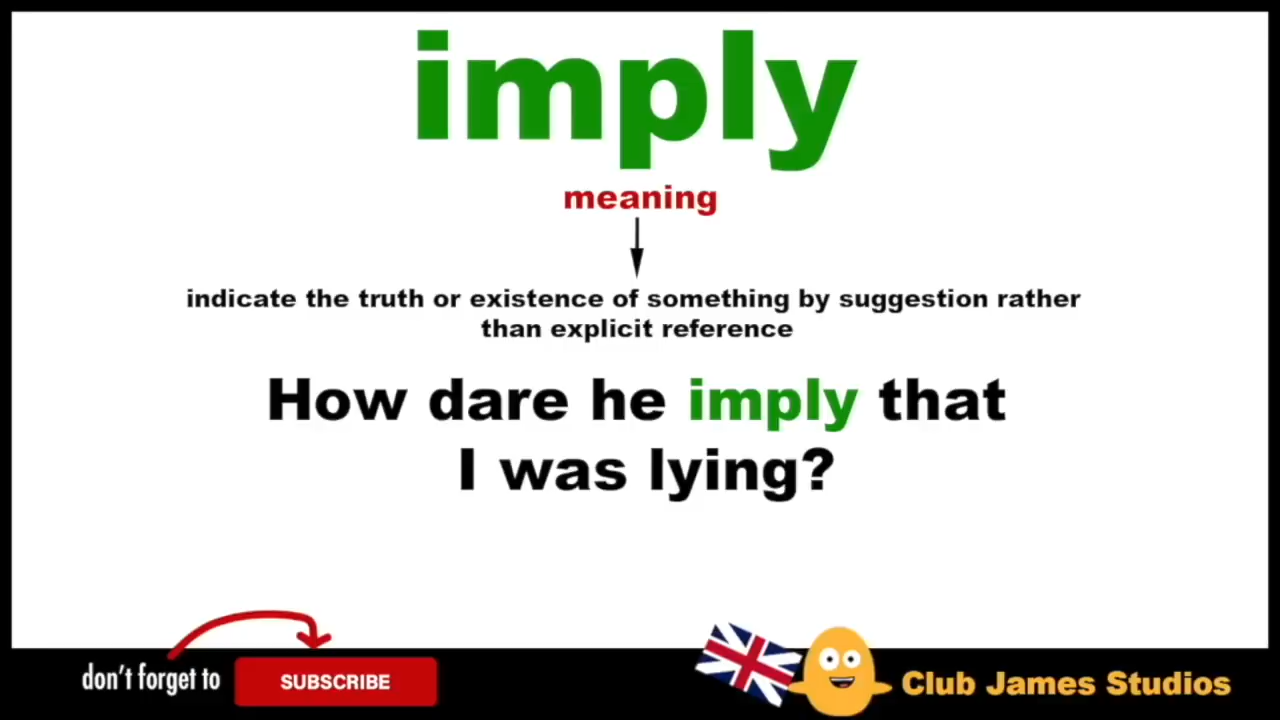 imply
meaning
indicate the truth or existence of something by suggestion rather
than explicit reference
How dare he imply that
I was lying?
don't forget to
SUBSCRIBE
Club James Studios